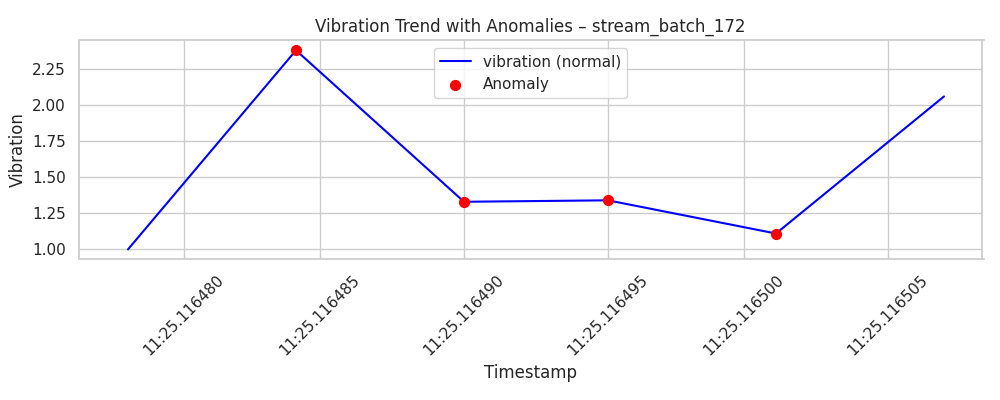 Vibration Trend with Anomalies – stream_batch_172
vibration (normal)
Anomaly
Vibration
2.25
2.00
1.75
1.50
1.25
1.00
11:25.116480
11:25.116485
11:25.116490
11:25.116495
11:25.116500
11:25.116505
Timestamp